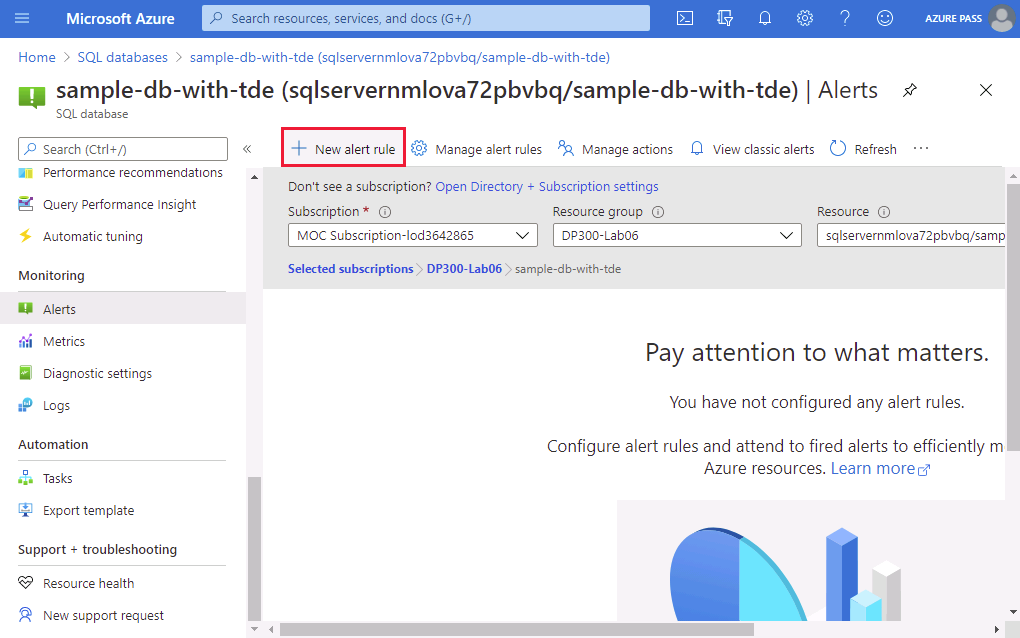 Microsoft Azure
Search resources, services, and docs (G+/)
AZURE PASS
Home > SQL databases > sample-db-with-tde (sqlservernmlova72pbvbq/sample-db-with-tde)
sample-db-with-tde (sqlservernmlova72pbvbq/sample-db-with-tde) | Alerts
SQL database
Search (Ctrl+/)
«
Performance recommendations
Query Performance Insight
Automatic tuning
Monitoring
Alerts
Metrics
Diagnostic settings
Logs
Automation
Tasks
Export template
Support + troubleshooting
Resource health
New support request
New alert rule
Manage alert rules
Manage actions
View classic alerts
Refresh
...
Don't see a subscription? Open Directory + Subscription settings
Subscription *
MOC Subscription-lod3642865
Resource group
DP300-Lab06
Resource
sqlservernmlova72pbvbq/samp
Selected subscriptions > DP300-Lab06 > sample-db-with-tde
Pay attention to what matters.
You have not configured any alert rules.
Configure alert rules and attend to fired alerts to efficiently m
Azure resources. Learn more